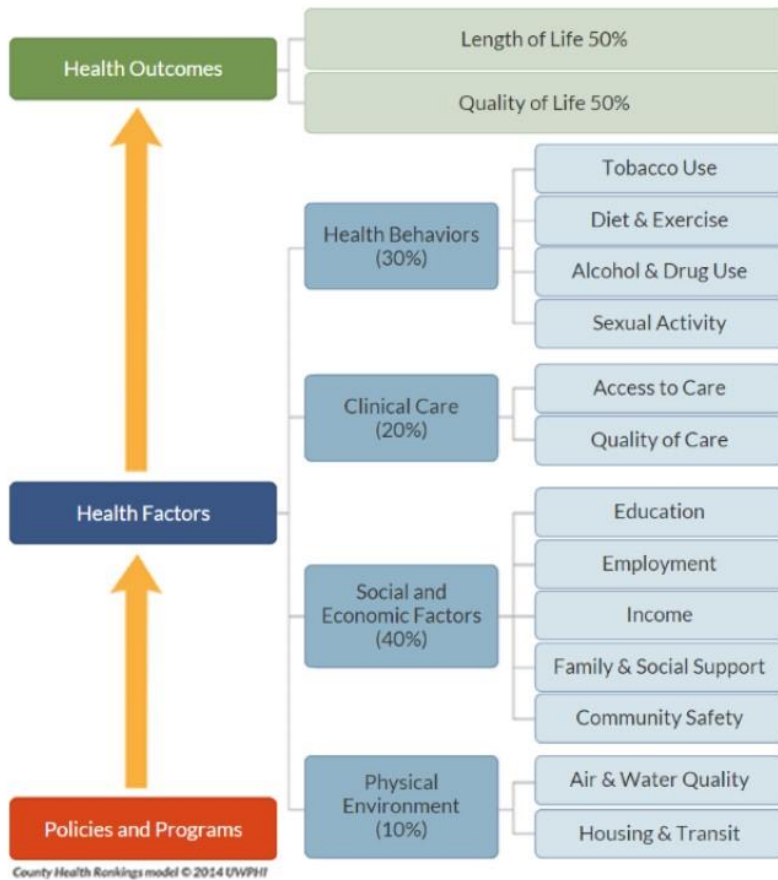 Health Outcomes
Length of Life 50%
Quality of Life 50%
Health Behaviors
(30%)
Tobacco Use
Diet & Exercise
Alcohol & Drug Use
Sexual Activity
Clinical Care
(20%)
Access to Care
Quality of Care
Health Factors
Social and
Economic Factors
(40%)
Education
Employment
Income
Family & Social Support
Community Safety
Physical
Environment
(10%)
Air & Water Quality
Housing & Transit
Policies and Programs
County Health Rankings model © 2014 UWPHI